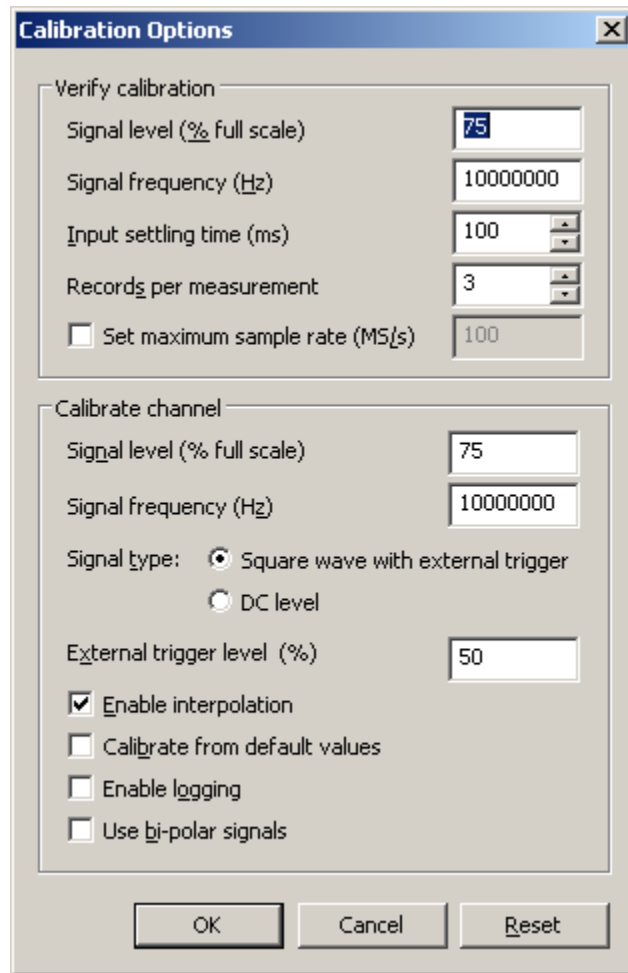 Calibration Options
Verify calibration
Signal level (% full scale) 75
Signal frequency (Hz) 10000000
Input settling time (ms) 100
Records per measurement 3
Set maximum sample rate (MS/s) 100
Calibrate channel
Signal level (% full scale) 75
Signal frequency (Hz) 10000000
Signal type: Square wave with external trigger
DC level
External trigger level (%) 50
Enable interpolation
Calibrate from default values
Enable logging
Use bi-polar signals
OK Cancel Reset